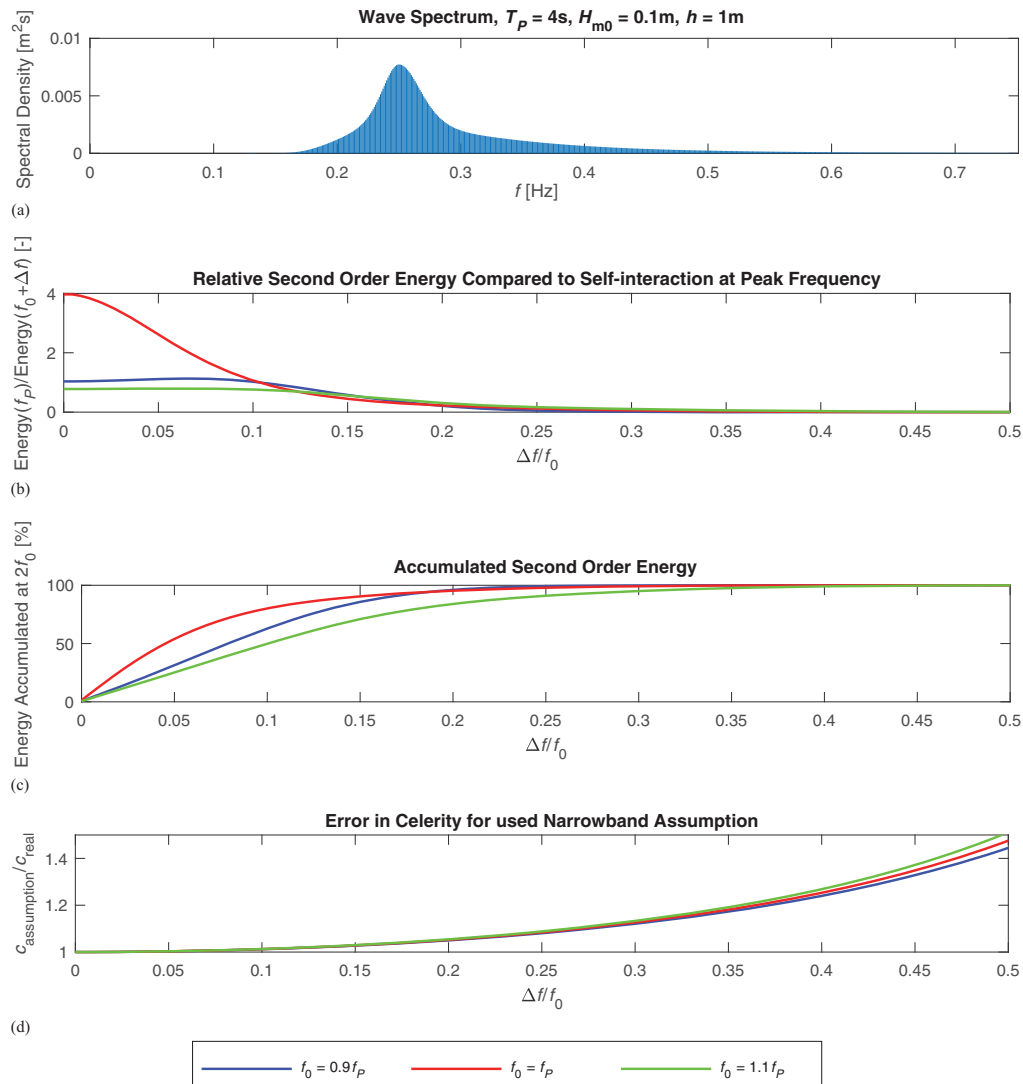 Wave Spectrum, T_P = 4s, H_m0 = 0.1m, h = 1m
Spectral Density [m²s]
0.01
0.005
0
0 0.1 0.2 0.3 0.4 0.5 0.6 0.7
f [Hz]
(a)
Relative Second Order Energy Compared to Self-interaction at Peak Frequency
Energy(f_P)/Energy(f_0+Δf) [-]
4
2
0
0 0.05 0.1 0.15 0.2 0.25 0.3 0.35 0.4 0.45 0.5
Δf/f_0
(b)
Accumulated Second Order Energy
Energy Accumulated at 2f_0 [%]
100
50
0
0 0.05 0.1 0.15 0.2 0.25 0.3 0.35 0.4 0.45 0.5
Δf/f_0
(c)
Error in Celerity for used Narrowband Assumption
c_assumption/c_real
1.4
1.2
1
0 0.05 0.1 0.15 0.2 0.25 0.3 0.35 0.4 0.45 0.5
Δf/f_0
(d)
f_0 = 0.9f_P f_0 = f_P f_0 = 1.1f_P